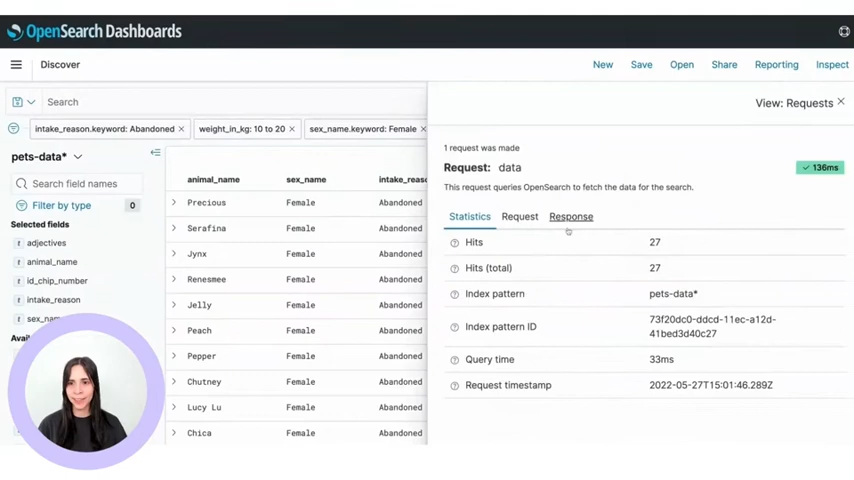 OpenSearch Dashboards
Discover
New Save Open Share Reporting Inspect
Search
intake_reason.keyword: Abandoned × weight_in_kg: 10 to 20 × sex_name.keyword: Female ×
View: Requests ×
pets-data*
Search field names
Filter by type 0
Selected fields
t adjectives
t animal_name
t id_chip_number
t intake_reason
t
animal_name sex_name
Precious Female Abandoned
Serafina Female Abandoned
Jynx Female Abandoned
Renesmee Female Abandoned
Jelly Female Abandoned
Peach Female Abandoned
Pepper Female Abandoned
Chutney Female Abandoned
Lucy Lu Female Abandoned
Chica Female Abandoned
1 request was made
Request: data
136ms
This request queries OpenSearch to fetch the data for the search.
Statistics Request Response
Hits 27
Hits (total) 27
Index pattern pets-data*
Index pattern ID 73f20dc0-ddcd-11ec-a12d-
41bed3d40c27
Query time 33ms
Request timestamp 2022-05-27T15:01:46.289Z